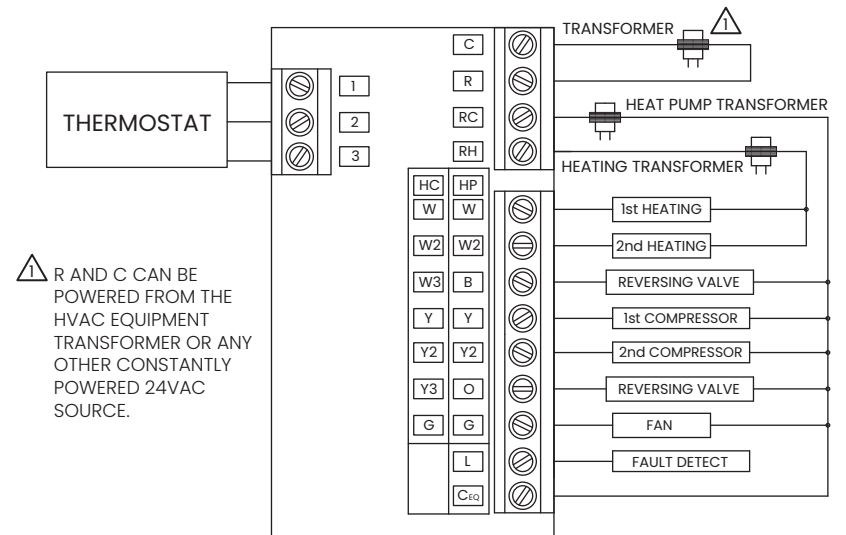 TRANSFORMER
1
C
R
RC
RH
HEAT PUMP TRANSFORMER
HEATING TRANSFORMER
THERMOSTAT
1
2
3
HC HP
W W 1st HEATING
W2 W2 2nd HEATING
W3 B REVERSING VALVE
Y Y 1st COMPRESSOR
Y2 Y2 2nd COMPRESSOR
Y3 O REVERSING VALVE
G G FAN
L FAULT DETECT
CEQ
1 R AND C CAN BE
POWERED FROM THE
HVAC EQUIPMENT
TRANSFORMER OR ANY
OTHER CONSTANTLY
POWERED 24VAC
SOURCE.